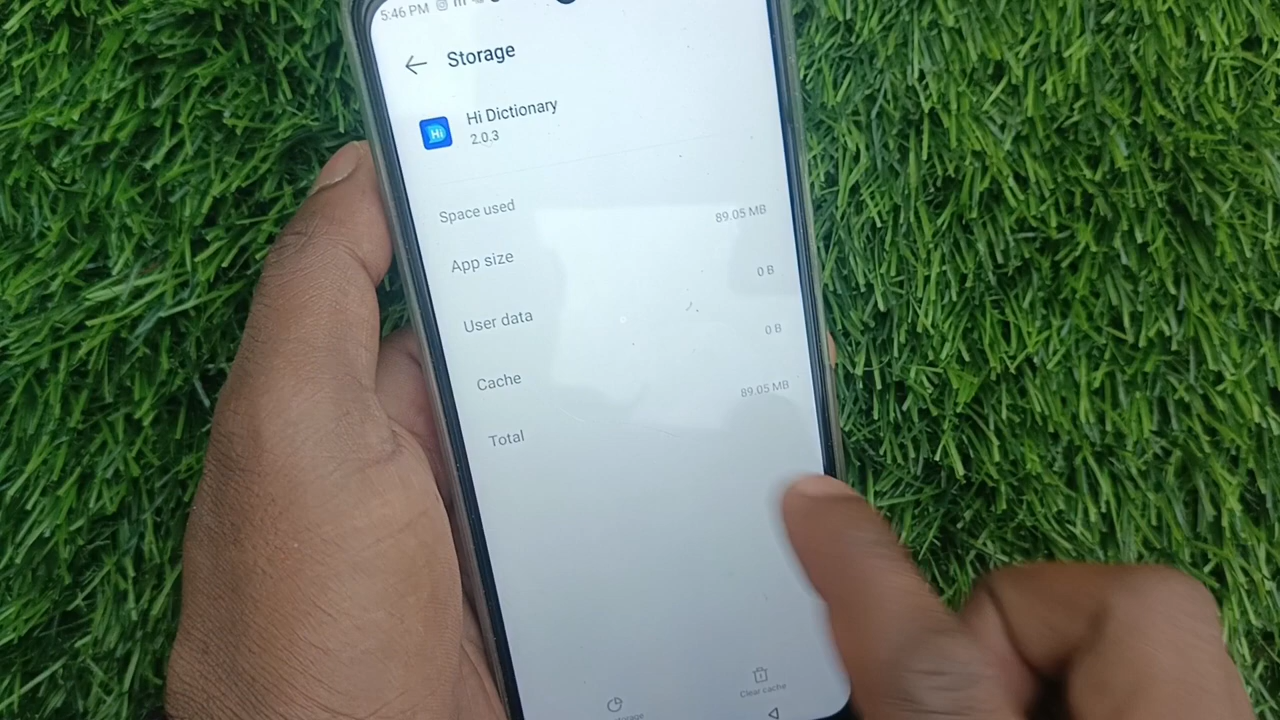 5:46 PM
Storage
Hi
Hi Dictionary
2.0.3
Space used
App size 89.05 MB
User data 0 B
Cache 0 B
Total 89.05 MB
Clear cache